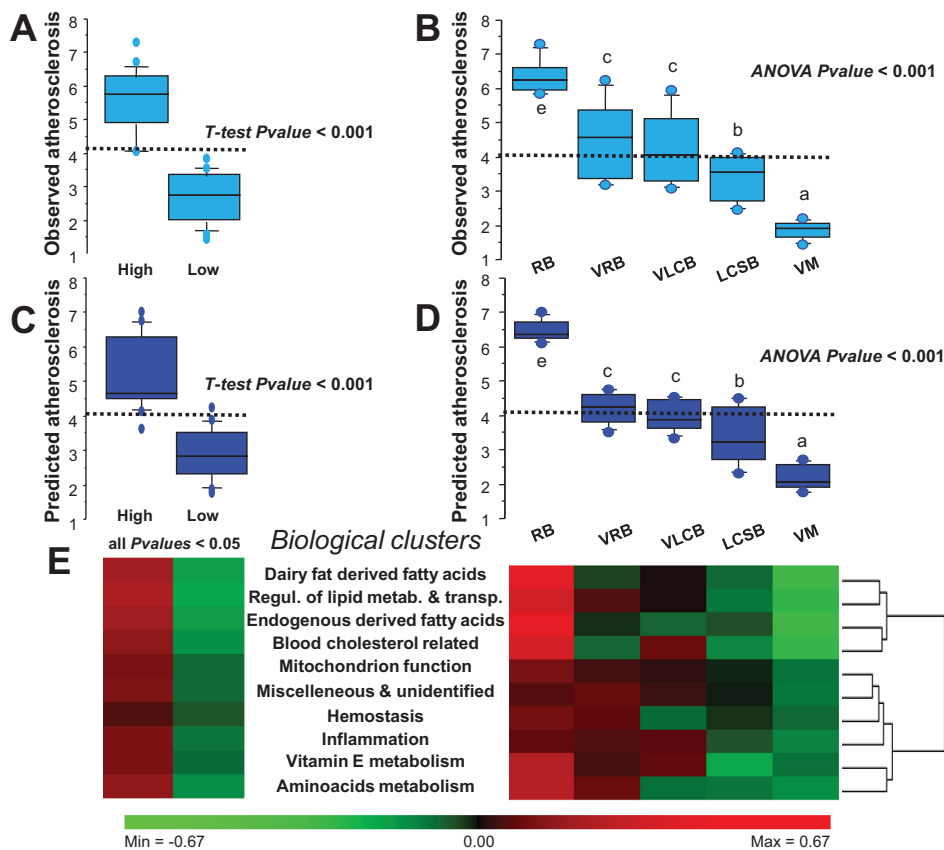 A
Observed atherosclerosis
8
7
6
5
4
3
2
1
T-test Pvalue < 0.001
High Low
B
Observed atherosclerosis
8
7
6
5
4
3
2
1
ANOVA Pvalue < 0.001
e c c b a
RB VRB VLCB LCSB VM
C
Predicted atherosclerosis
8
7
6
5
4
3
2
1
T-test Pvalue < 0.001
High Low
D
Predicted atherosclerosis
8
7
6
5
4
3
2
1
ANOVA Pvalue < 0.001
e c c b a
RB VRB VLCB LCSB VM
E
all Pvalues < 0.05
Biological clusters
Dairy fat derived fatty acids
Regul. of lipid metab. & transp.
Endogenous derived fatty acids
Blood cholesterol related
Mitochondrion function
Miscelleneous & unidentified
Hemostasis
Inflammation
Vitamin E metabolism
Aminoacids metabolism
Min = -0.67 0.00 Max = 0.67